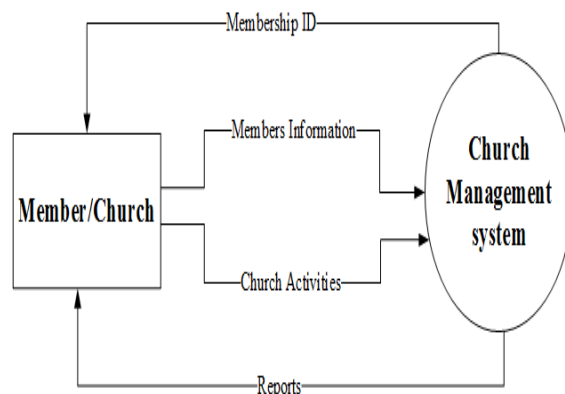 Membership ID
Members Information
Member/Church
Church
Management
system
Church Activities
Reports